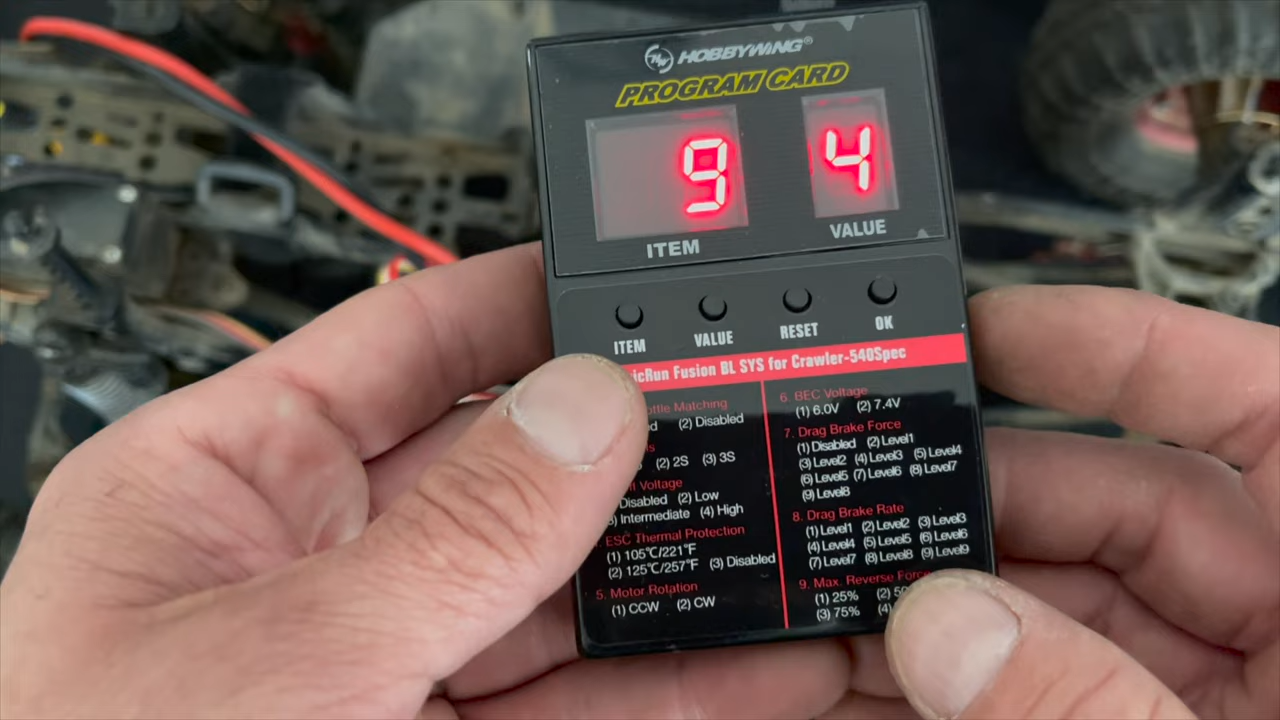 HOBBYWING®
PROGRAM CARD
9 4
ITEM VALUE
ITEM VALUE RESET OK
Fusion BL SYS for Crawler-540Spec
Matching
(2) Disabled
(2) 2S (3) 3S
Voltage
Disabled (2) Low
Intermediate (4) High
ESC Thermal Protection
(1) 105℃/221℉
(2) 125℃/257℉ (3) Disabled
5. Motor Rotation
(1) CCW (2) CW
6. BEC Voltage
(1) 6.0V (2) 7.4V
7. Drag Brake Force
(1) Disabled (2) Level1
(3) Level2 (4) Level3 (5) Level4
(6) Level5 (7) Level6 (8) Level7
(9) Level8
8. Drag Brake Rate
(1) Level1 (2) Level2 (3) Level3
(4) Level4 (5) Level5 (6) Level6
(7) Level7 (8) Level8 (9) Level9
9. Max. Reverse Force
(1) 25% (2)
(3) 75% (4)